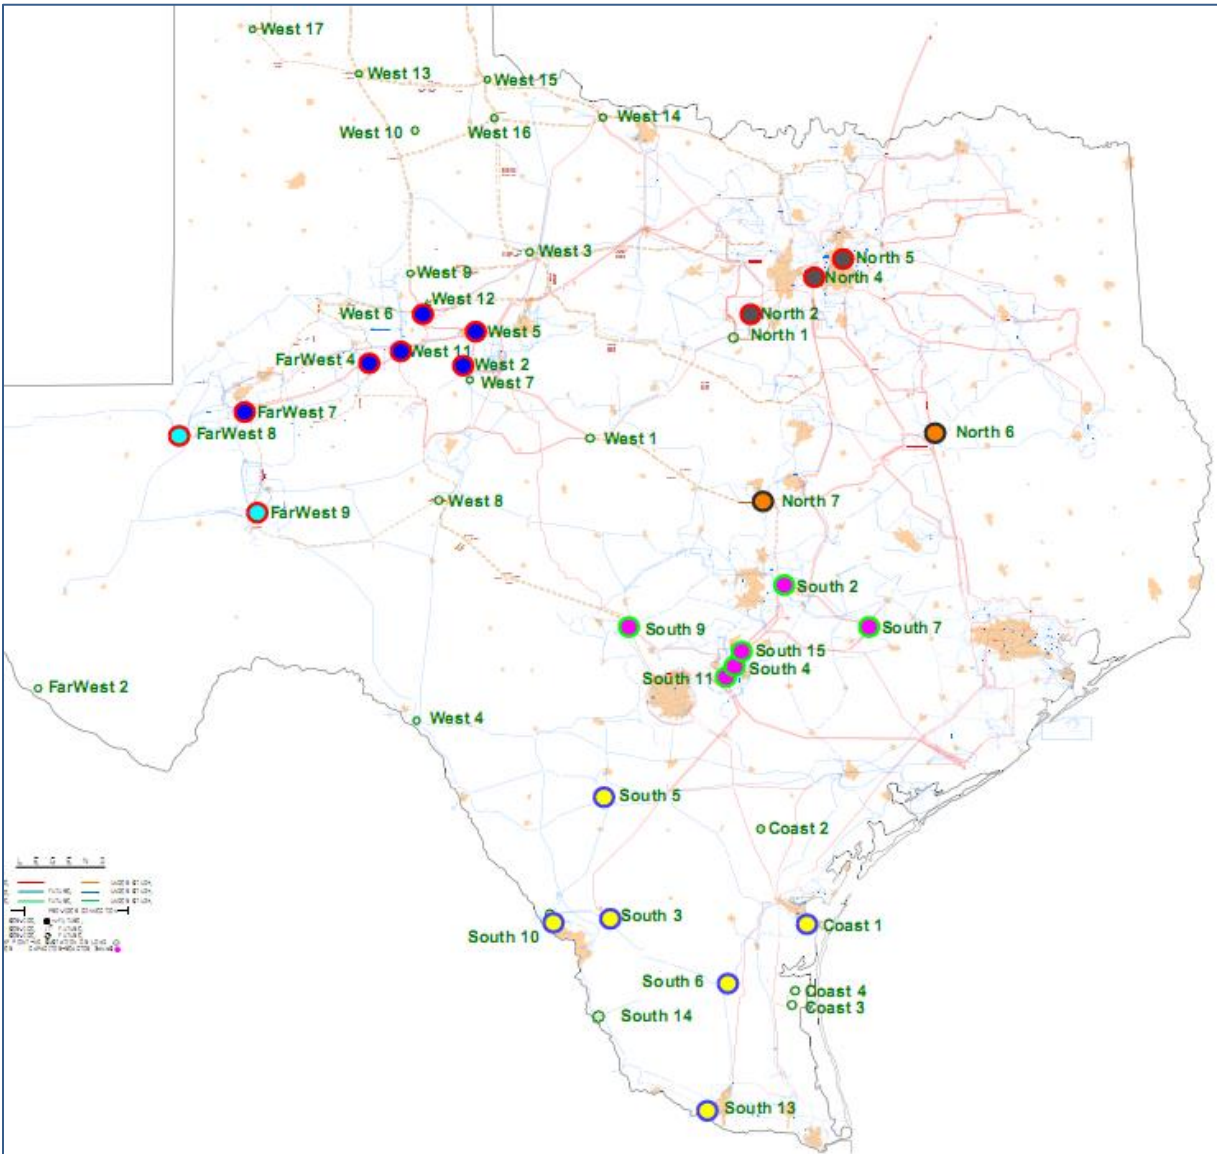 West 17
West 13
West 15
West 10
West 16
West 14
West 3
North 5
North 4
West 9
West 12
West 6
North 2
West 5
North 1
West 11
FarWest 4
West 2
West 7
FarWest 7
FarWest 8
West 1
North 6
West 8
North 7
FarWest 9
South 2
South 9
South 7
South 15
South 4
South 11
FarWest 2
West 4
South 5
Coast 2
South 3
South 10
Coast 1
South 6
Coast 4
Coast 3
South 14
South 13